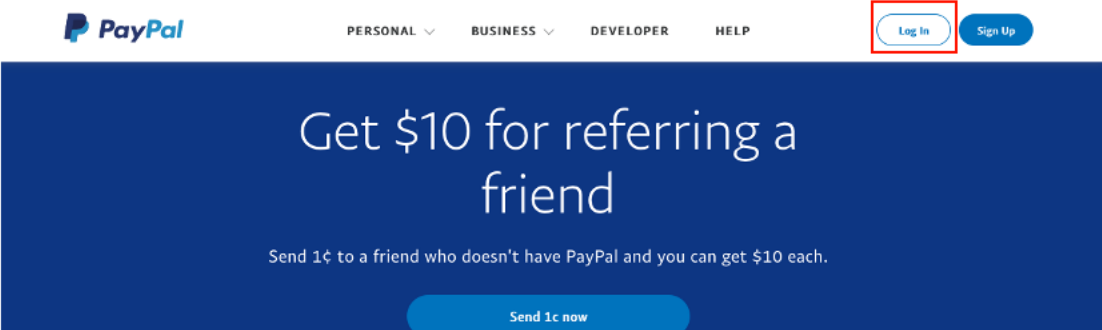 PayPal PERSONAL BUSINESS DEVELOPER HELP Log In Sign Up
Get $10 for referring a
friend
Send 1¢ to a friend who doesn't have PayPal and you can get $10 each.
Send 1c now